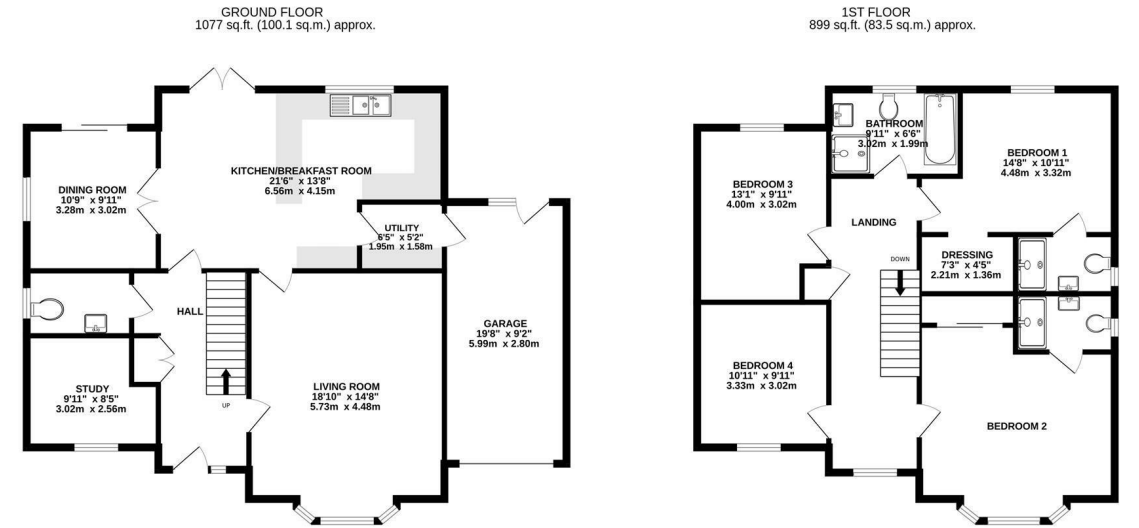 GROUND FLOOR
1077 sq.ft. (100.1 sq.m.) approx.
KITCHEN/BREAKFAST ROOM
21'6" x 13'8"
6.56m x 4.15m
DINING ROOM
10'9" x 9'11"
3.28m x 3.02m
UTILITY
6'5" x 5'2"
1.95m x 1.58m
HALL
GARAGE
19'8" x 9'2"
5.99m x 2.80m
STUDY
9'11" x 8'5"
3.02m x 2.56m
LIVING ROOM
18'10" x 14'8"
5.73m x 4.48m
UP
1ST FLOOR
899 sq.ft. (83.5 sq.m.) approx.
BATHROOM
9'11" x 6'6"
3.02m x 1.99m
BEDROOM 1
14'8" x 10'11"
4.48m x 3.32m
BEDROOM 3
13'1" x 9'11"
4.00m x 3.02m
LANDING
DRESSING
7'3" x 4'5"
2.21m x 1.36m
DOWN
BEDROOM 4
10'11" x 9'11"
3.33m x 3.02m
BEDROOM 2